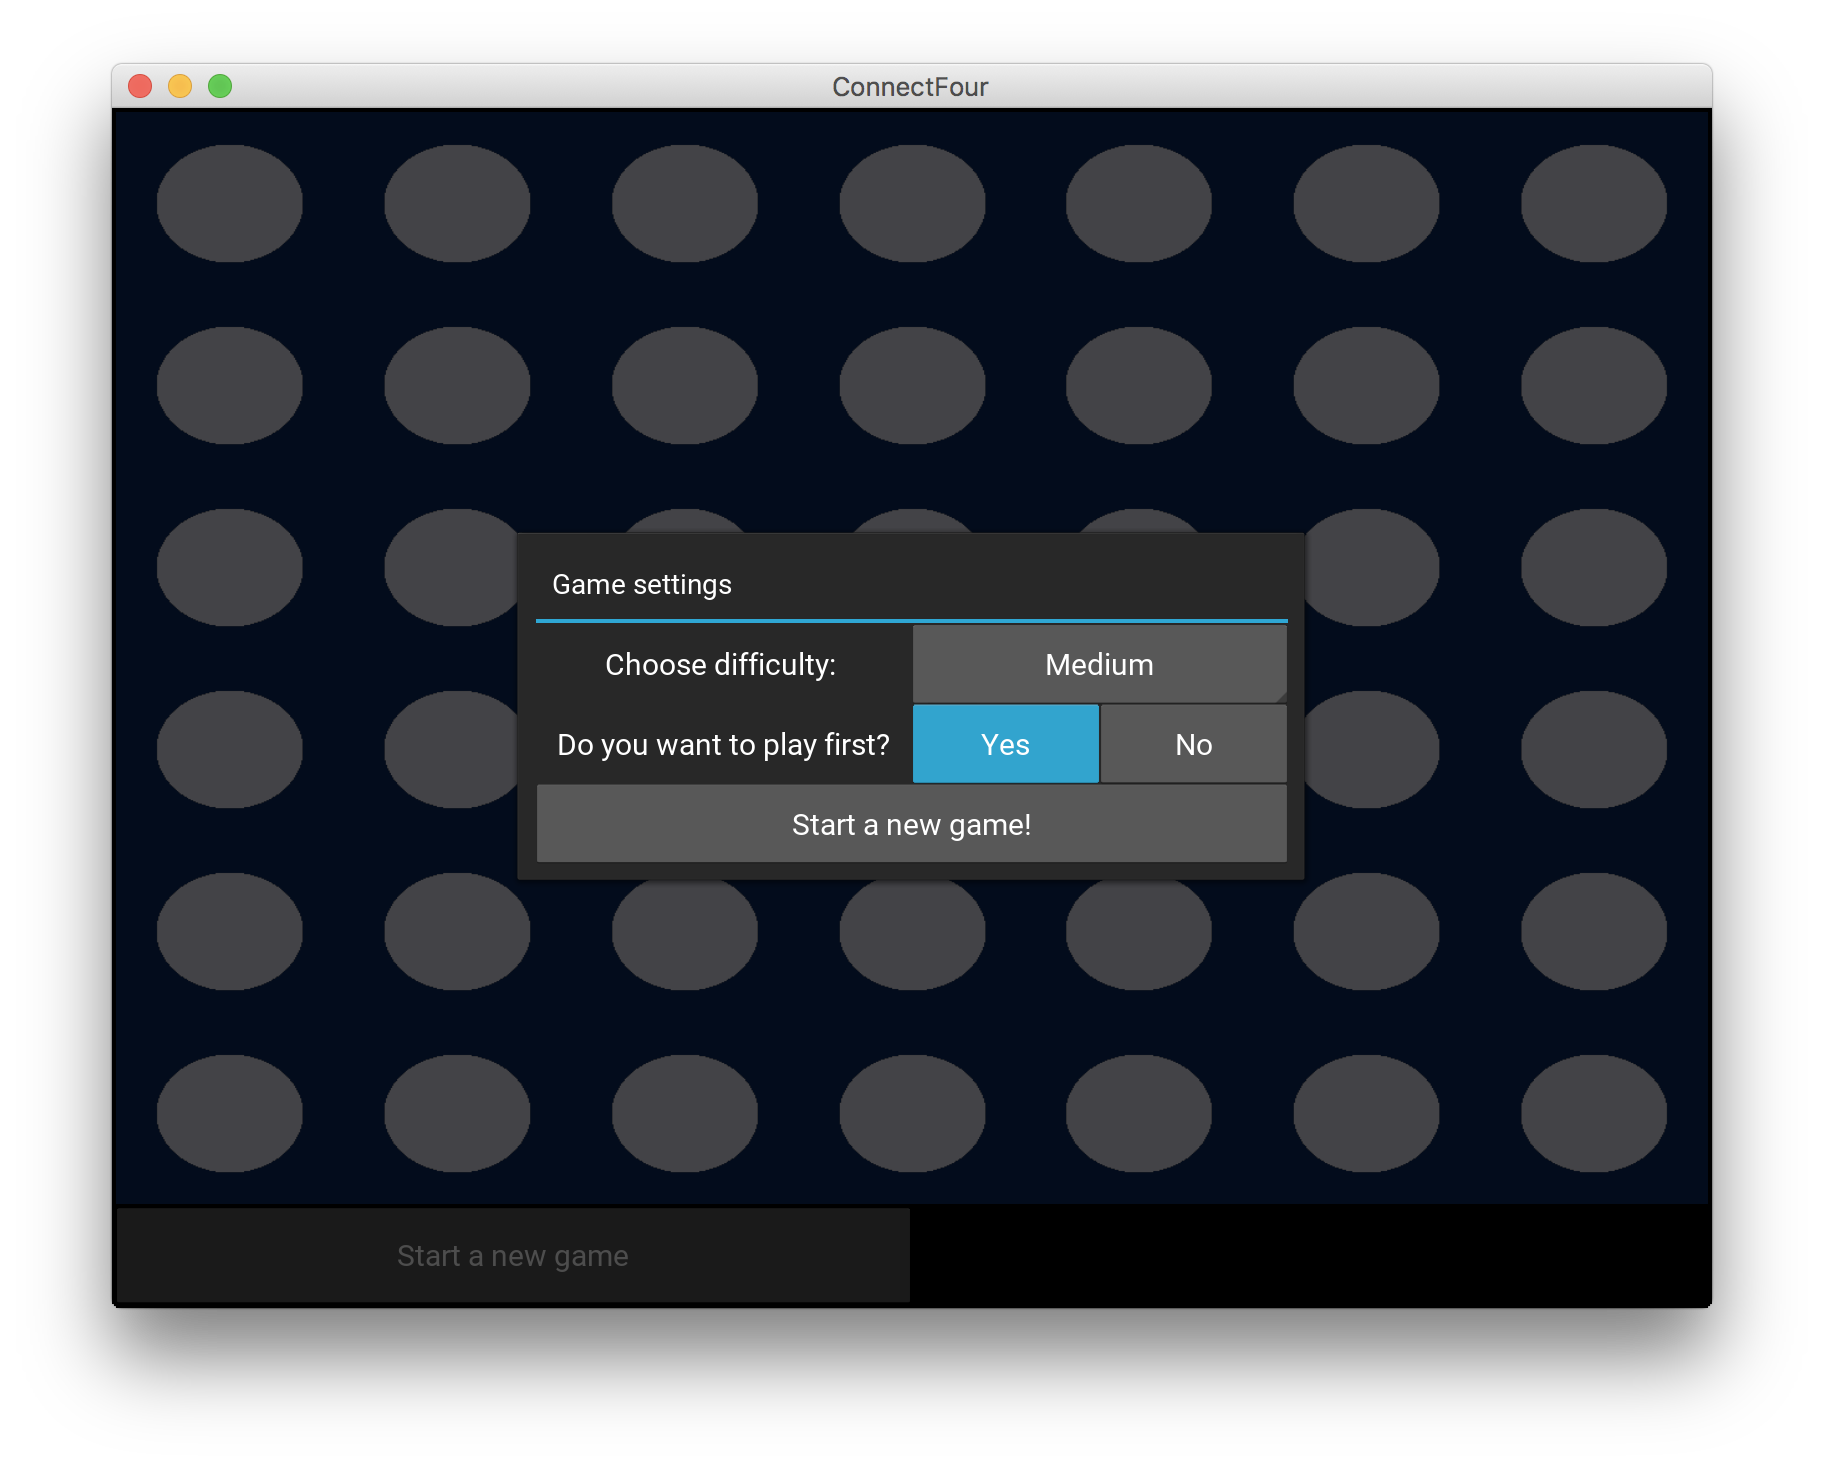 ConnectFour
Game settings
Choose difficulty: Medium
Do you want to play first? Yes No
Start a new game!
Start a new game